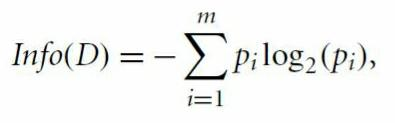 Info(D) = − ∑_{i=1}^{m} p_i log_2(p_i),